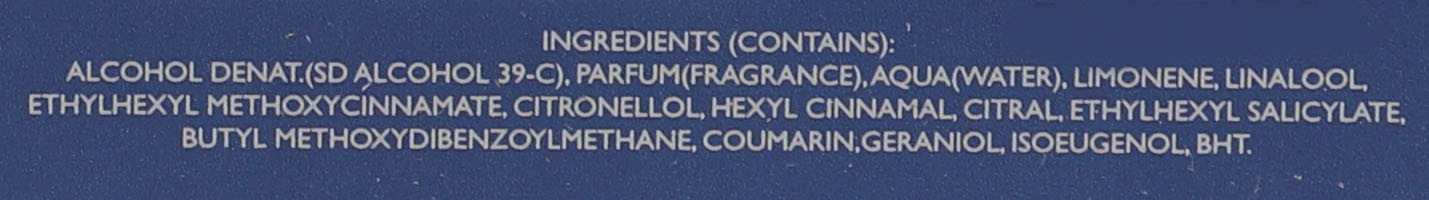 INGREDIENTS (CONTAINS):
ALCOHOL DENAT.(SD ALCOHOL 39-C), PARFUM(FRAGRANCE), AQUA(WATER), LIMONENE, LINALOOL,
ETHYLHEXYL METHOXYCINNAMATE, CITRONELLOL, HEXYL CINNAMAL, CITRAL, ETHYLHEXYL SALICYLATE,
BUTYL METHOXYDIBENZOYLMETHANE, COUMARIN,GERANIOL, ISOEUGENOL, BHT.